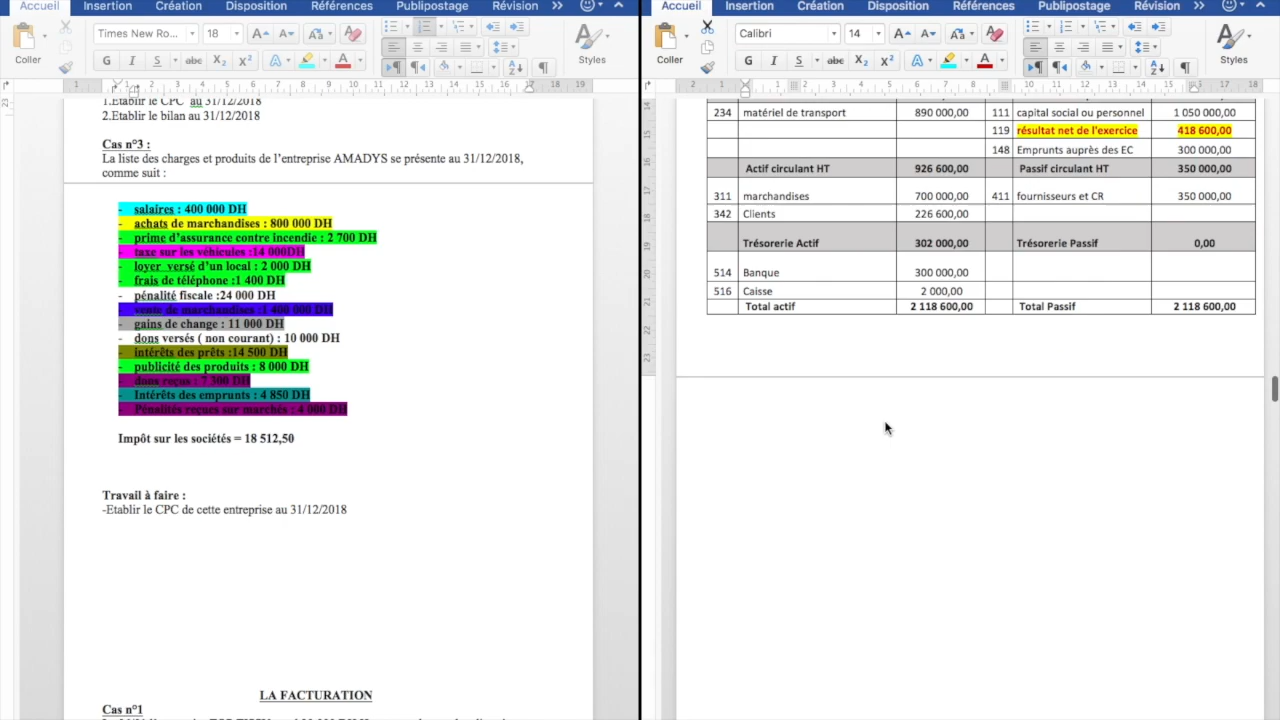 Accueil Insertion Création Disposition Références Publipostage Révision >>
Coller Times New Ro... 18 Styles
1.Etablir le CPC au 31/12/2018
2.Etablir le bilan au 31/12/2018
Cas n°3 :
La liste des charges et produits de l'entreprise AMADYS se présente au 31/12/2018,
comme suit :
- salaires : 400 000 DH
- achats de marchandises : 800 000 DH
- prime d'assurance contre incendie : 2 700 DH
- taxe sur les véhicules :14 000DH
- loyer versé d'un local : 2 000 DH
- frais de téléphone :1 400 DH
- pénalité fiscale :24 000 DH
- vente de marchandises :1 400 000 DH
- gains de change : 11 000 DH
- dons versés ( non courant) : 10 000 DH
- intérêts des prêts :14 500 DH
- publicité des produits : 8 000 DH
- dons reçus : 7 300 DH
- Intérêts des emprunts : 4 850 DH
- Pénalités reçues sur marchés : 4 000 DH
Impôt sur les sociétés = 18 512,50
Travail à faire :
-Etablir le CPC de cette entreprise au 31/12/2018
LA FACTURATION
Cas n°1
Accueil Insertion Création Disposition Références Publipostage Révision >>
Coller Calibri 14 Styles
234 matériel de transport 890 000,00 111 capital social ou personnel 1 050 000,00
119 résultat net de l'exercice 418 600,00
148 Emprunts auprès des EC 300 000,00
Actif circulant HT 926 600,00 Passif circulant HT 350 000,00
311 marchandises 700 000,00 411 fournisseurs et CR 350 000,00
342 Clients 226 600,00
Trésorerie Actif 302 000,00 Trésorerie Passif 0,00
514 Banque 300 000,00
516 Caisse 2 000,00
Total actif 2 118 600,00 Total Passif 2 118 600,00